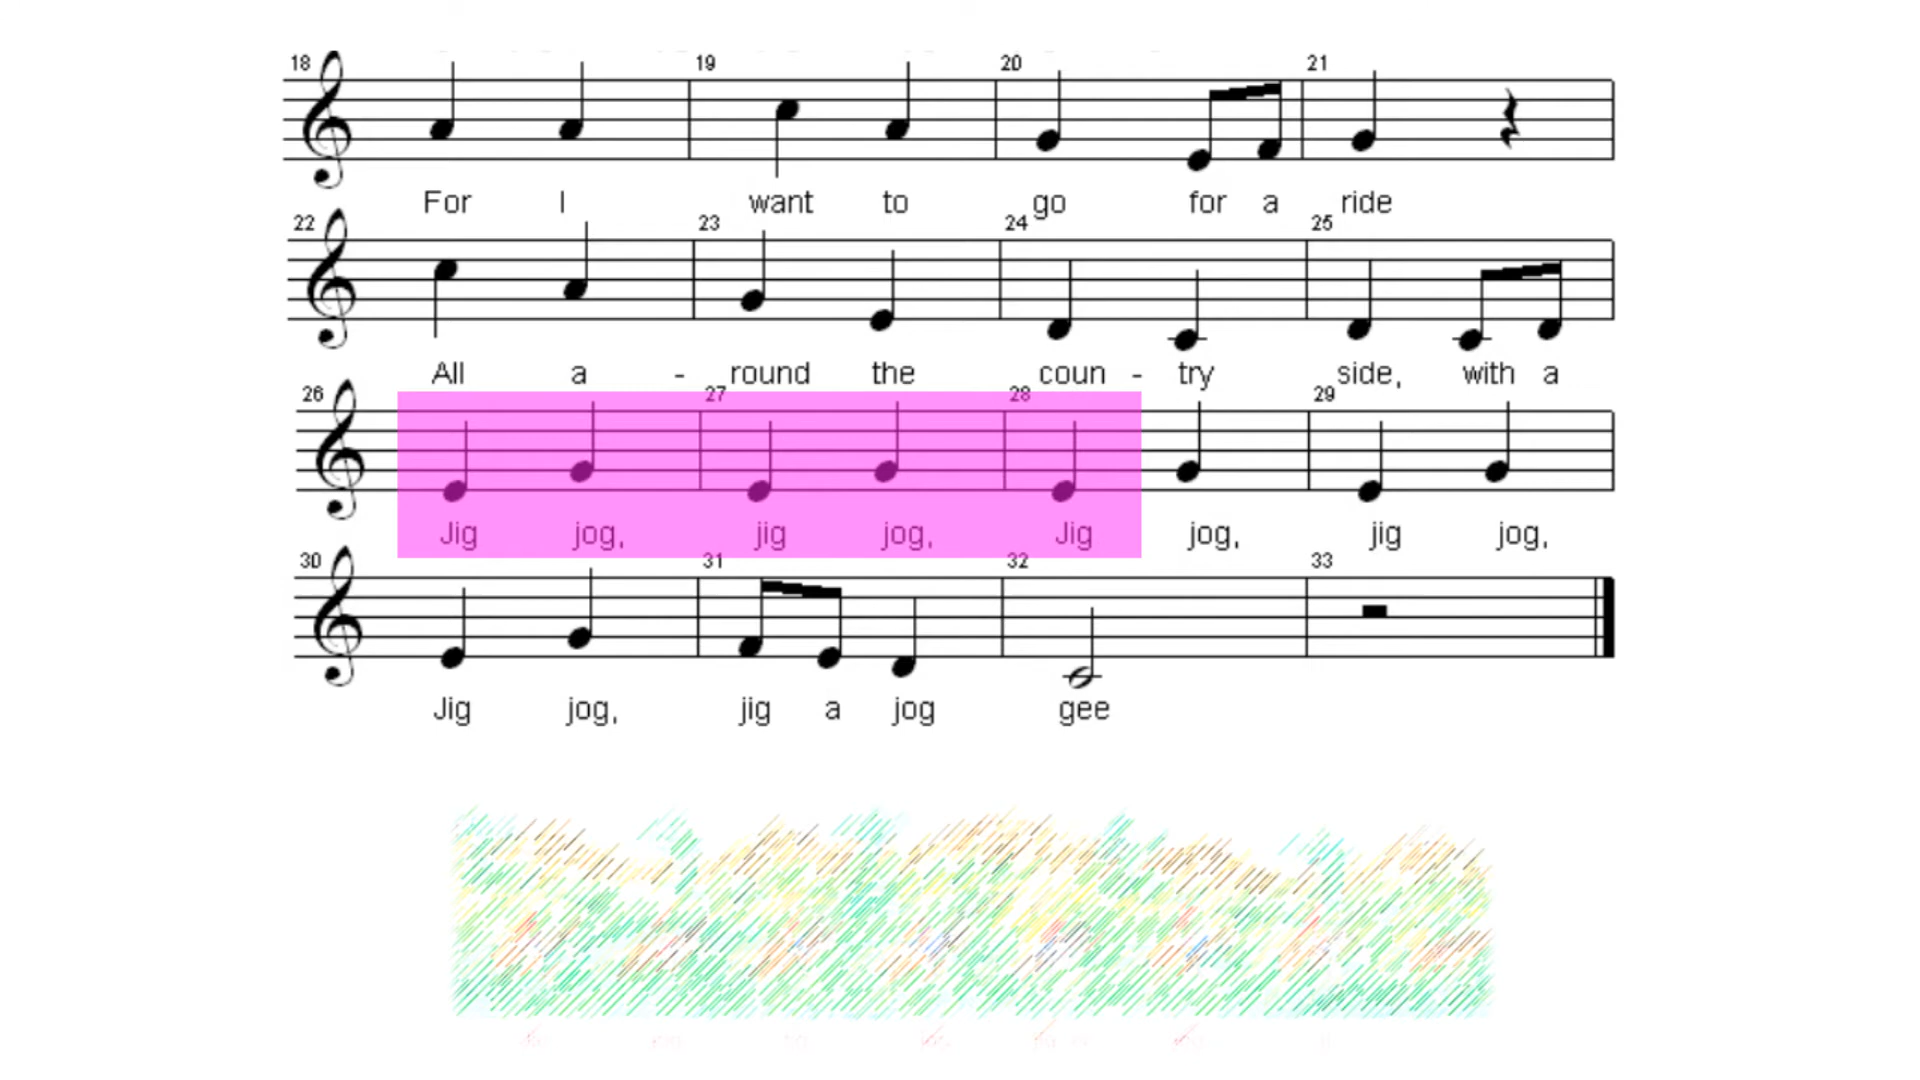 18 19 20 21
For I want to go for a ride
22 23 24 25
All a - round the coun - try side, with a
26 27 28 29
Jig jog, jig jog, Jig jog, jig jog,
30 31 32 33
Jig jog, jig a jog gee